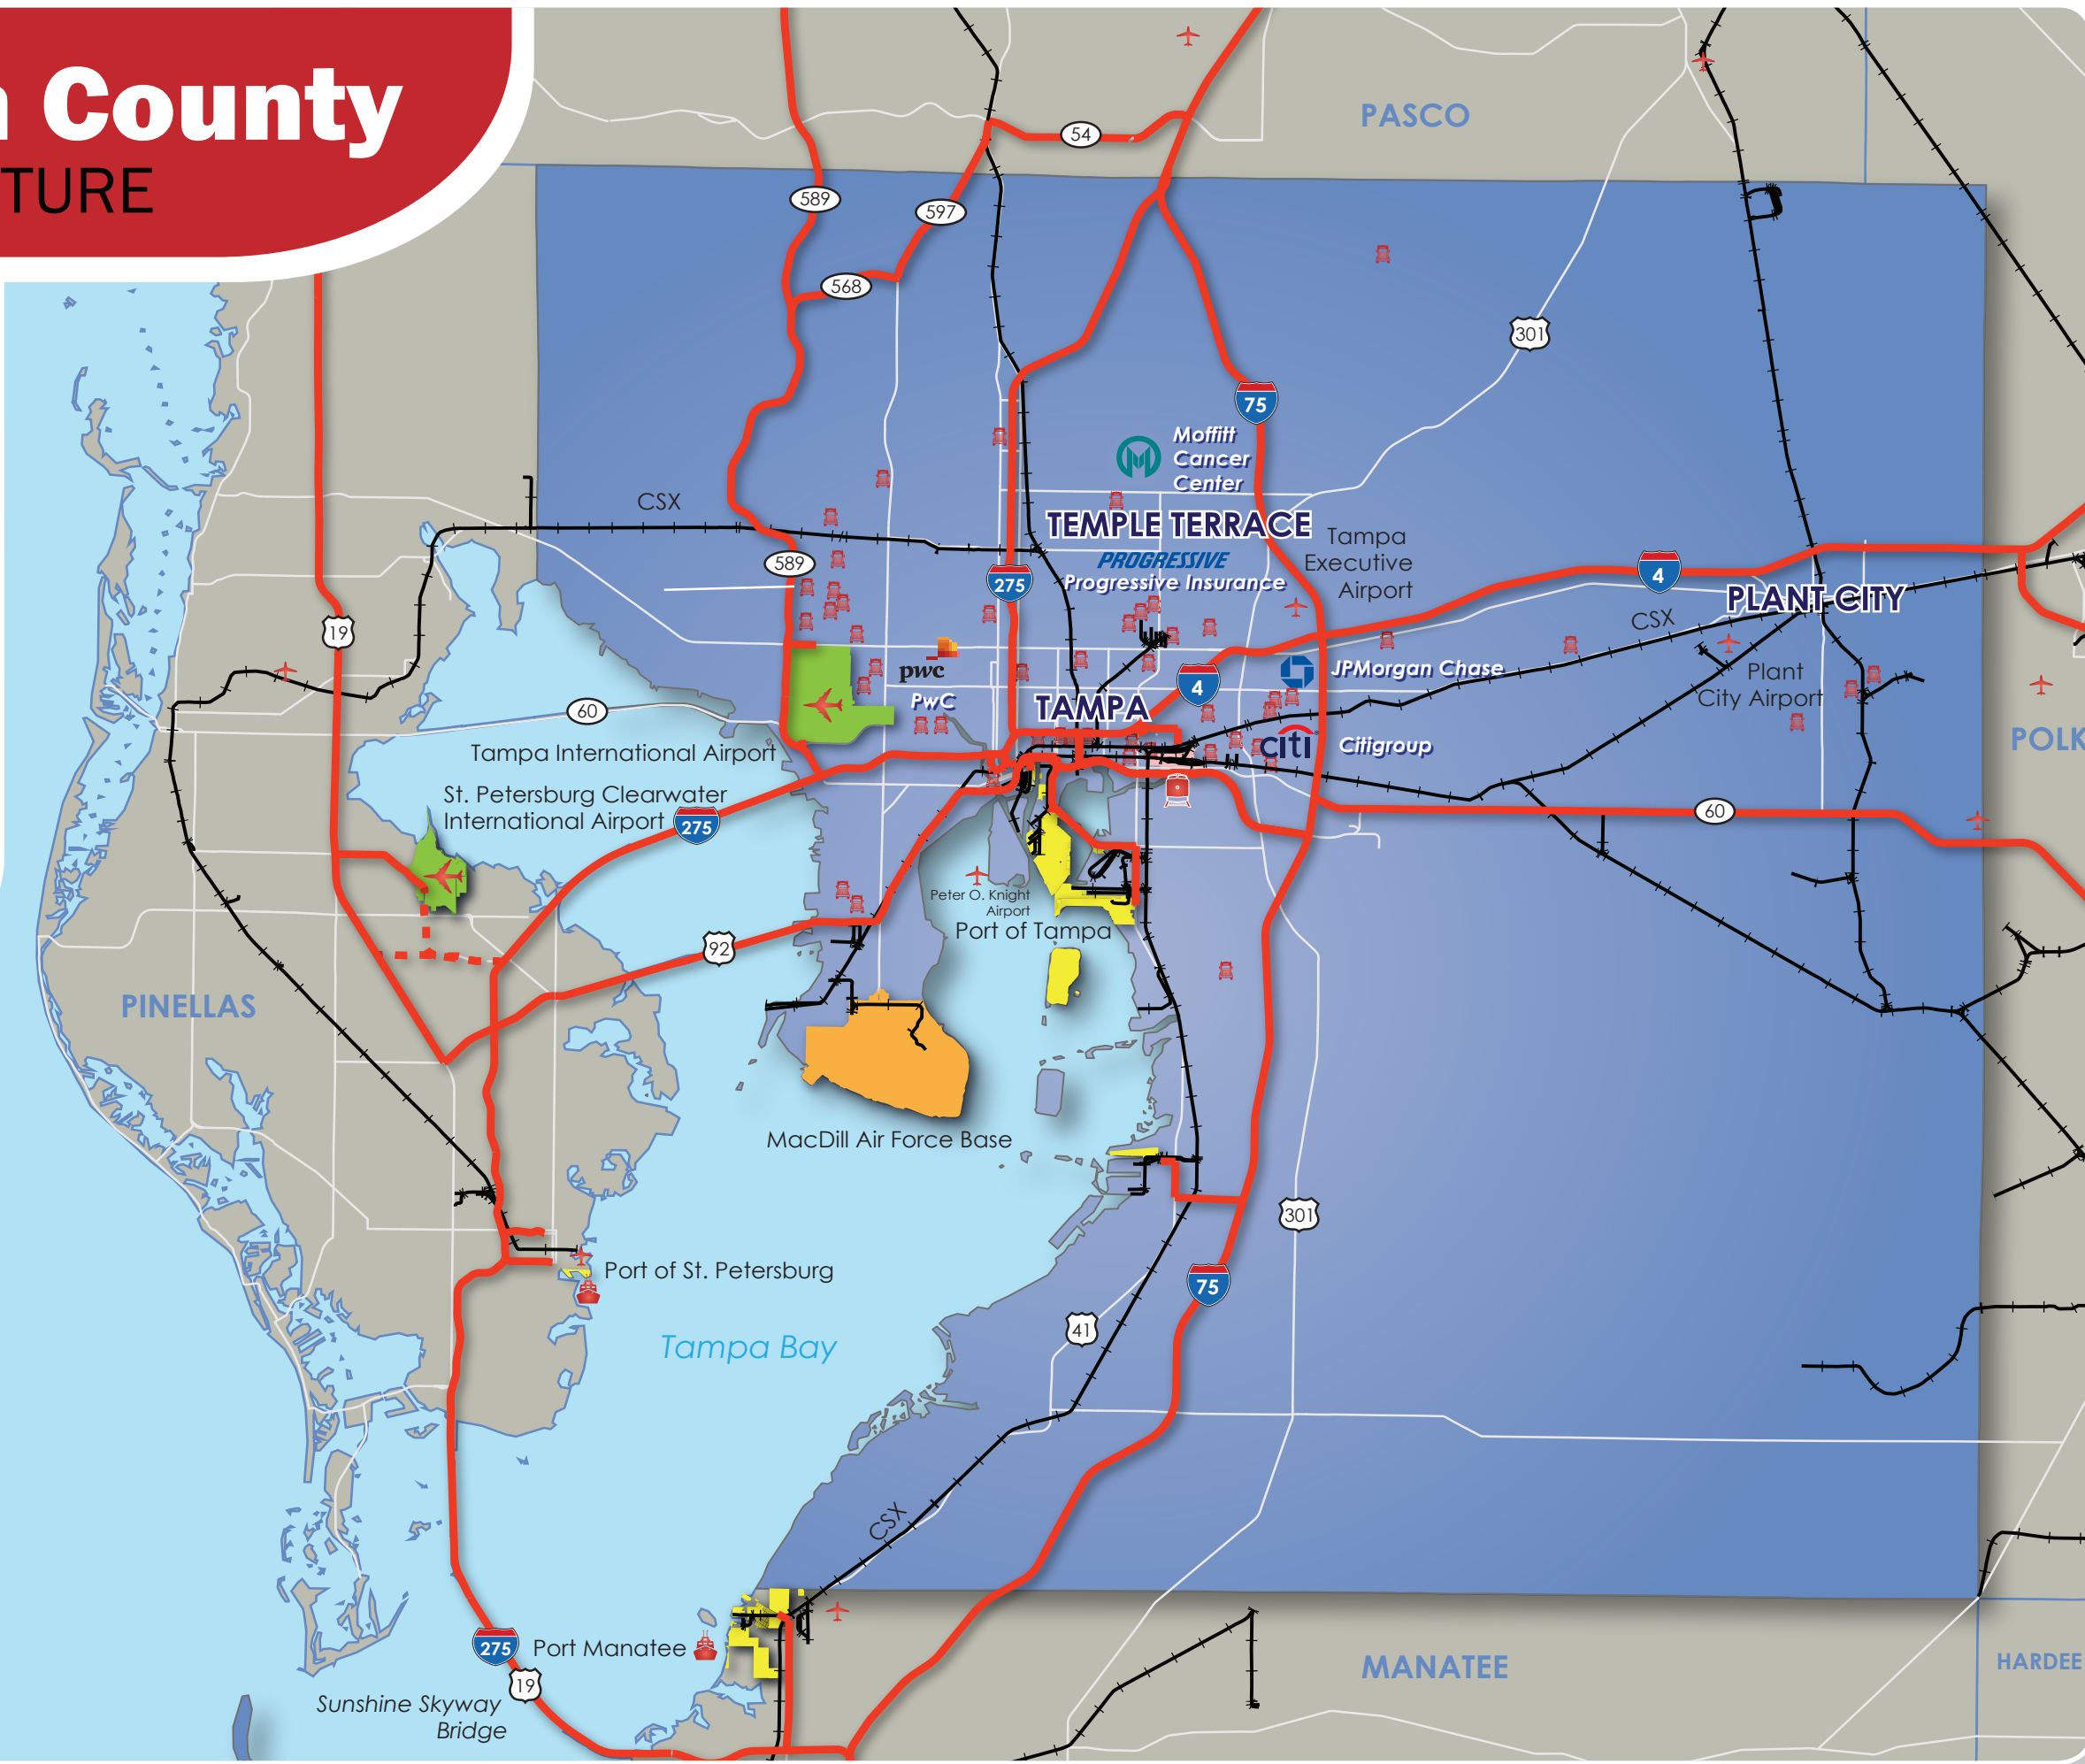 County
TURE
PASCO
54
589
597
568
301
75
Moffitt
Cancer
Center
CSX
TEMPLE TERRACE
PROGRESSIVE
Progressive Insurance
Tampa
Executive
Airport
589
275
4
PLANT CITY
CSX
19
pwc
PwC
4
JPMorgan Chase
Plant
City Airport
60
TAMPA
citi
Citigroup
POLK
Tampa International Airport
St. Petersburg Clearwater
International Airport
275
60
Peter O. Knight
Airport
Port of Tampa
92
PINELLAS
MacDill Air Force Base
301
Port of St. Petersburg
75
41
Tampa Bay
CSX
275
Port Manatee
19
Sunshine Skyway
Bridge
MANATEE
HARDEE